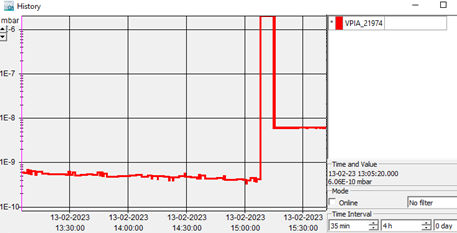 History
mbar
E-6
* VPIA_21974
1E-7
1E-8
1E-9
1E-10
13-02-2023 13-02-2023 13-02-2023 13-02-2023 13-02-2023
13:30:00 14:00:00 14:30:00 15:00:00 15:30:00
Time and Value
13-02-23 13:05:20.000
6.06E-10 mbar
Mode
Online No filter
Time Interval
35 min 4 h 0 day